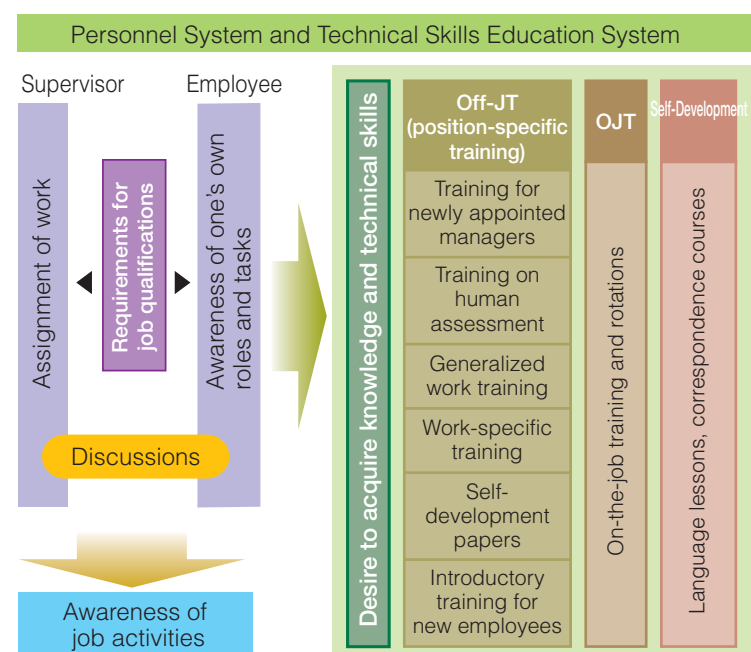 Personnel System and Technical Skills Education System
Supervisor
Employee
Assignment of work
Requirements for
job qualifications
Awareness of one's own
roles and tasks
Discussions
Awareness of
job activities
Desire to acquire knowledge and technical skills
Off-JT
(position-specific
training)
Training for
newly appointed
managers
Training on
human
assessment
Generalized
work training
Work-specific
training
Self-
development
papers
Introductory
training for
new employees
OJT
On-the-job training and rotations
Self-Development
Language lessons, correspondence courses